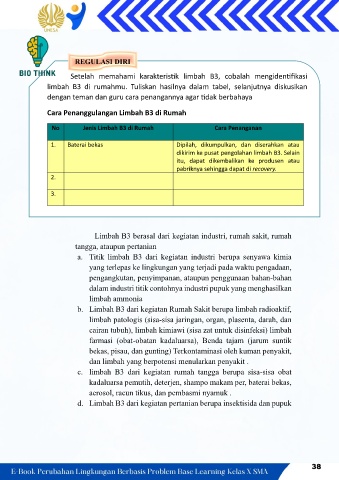 UNESA
REGULASI DIRI
BIO THINK
Setelah memahami karakteristik limbah B3, cobalah mengidentifikasi
limbah B3 di rumahmu. Tuliskan hasilnya dalam tabel, selanjutnya diskusikan
dengan teman dan guru cara penangannya agar tidak berbahaya
Cara Penanggulangan Limbah B3 di Rumah
No Jenis Limbah B3 di Rumah Cara Penanganan
1. Baterai bekas Dipilah, dikumpulkan, dan diserahkan atau
dikirim ke pusat pengolahan limbah B3. Selain
itu, dapat dikembalikan ke produsen atau
pabriknya sehingga dapat di recovery.
2.
3.
Limbah B3 berasal dari kegiatan industri, rumah sakit, rumah
tangga, ataupun pertanian
a. Titik limbah B3 dari kegiatan industri berupa senyawa kimia
yang terlepas ke lingkungan yang terjadi pada waktu pengadaan,
pengangkutan, penyimpanan, ataupun penggunaan bahan-bahan
dalam industri titik contohnya industri pupuk yang menghasilkan
limbah ammonia
b. Limbah B3 dari kegiatan Rumah Sakit berupa limbah radioaktif,
limbah patologis (sisa-sisa jaringan, organ, plasenta, darah, dan
cairan tubuh), limbah kimiawi (sisa zat untuk disinfeksi) limbah
farmasi (obat-obatan kadaluarsa), Benda tajam (jarum suntik
bekas, pisau, dan gunting) Terkontaminasi oleh kuman penyakit,
dan limbah yang berpotensi menularkan penyakit .
c. limbah B3 dari kegiatan rumah tangga berupa sisa-sisa obat
kadaluarsa pemutih, deterjen, shampo makam per, baterai bekas,
aerosol, racun tikus, dan pembasmi nyamuk .
d. Limbah B3 dari kegiatan pertanian berupa insektisida dan pupuk
38
E-Book Perubahan Lingkungan Berbasis Problem Base Learning Kelas X SMA